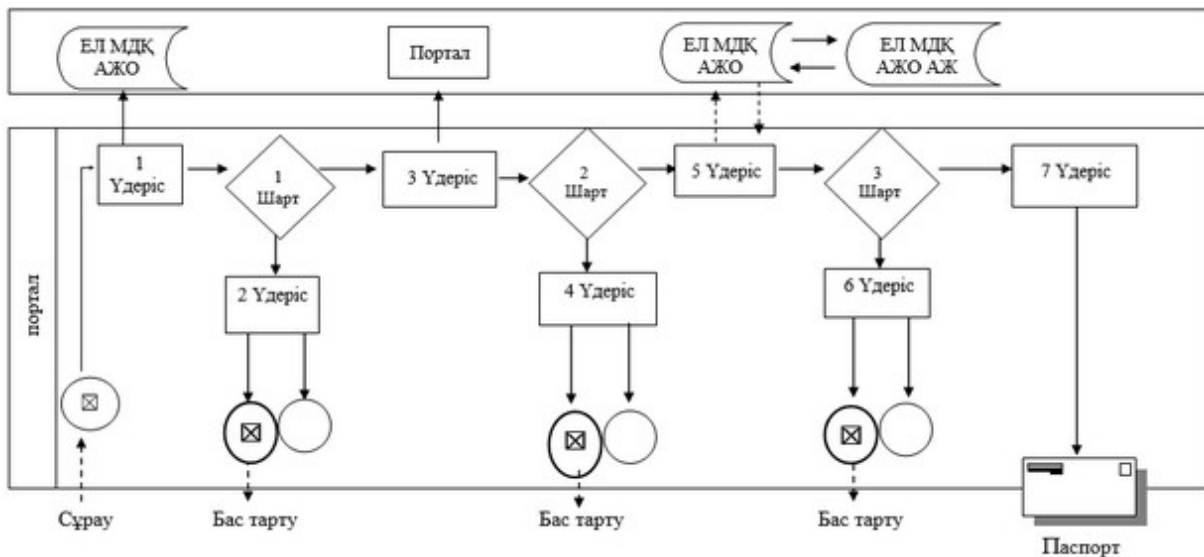 ЕЛ МДҚ
АЖО
Портал
ЕЛ МДҚ
АЖО
ЕЛ МДҚ
АЖО АЖ
1
Үдеріс
1
Шарт
3 Үдеріс
2
Шарт
5 Үдеріс
3
Шарт
7 Үдеріс
2 Үдеріс
4 Үдеріс
6 Үдеріс
портал
Сұрау
Бас тарту
Бас тарту
Бас тарту
Паспорт